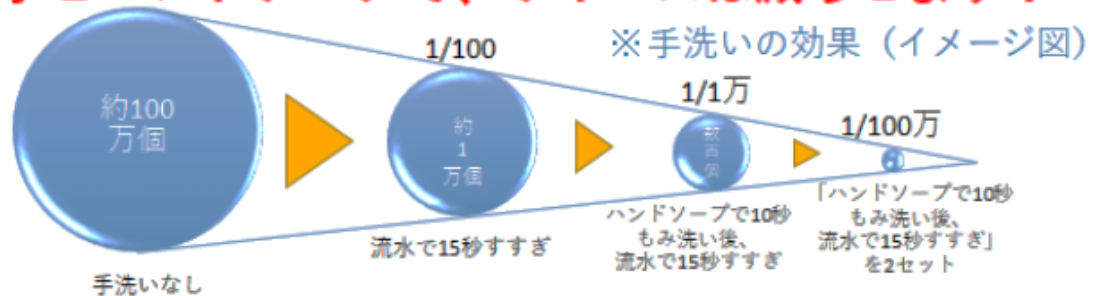 ※手洗いの効果（イメージ図）
約100
万個
手洗いなし
1/100
約
1
万個
流水で15秒すすぎ
1/1万
数
百
個
ハンドソープで10秒
もみ洗い後、
流水で15秒すすぎ
1/100万
「ハンドソープで10秒
もみ洗い後、
流水で15秒すすぎ」
を2セット